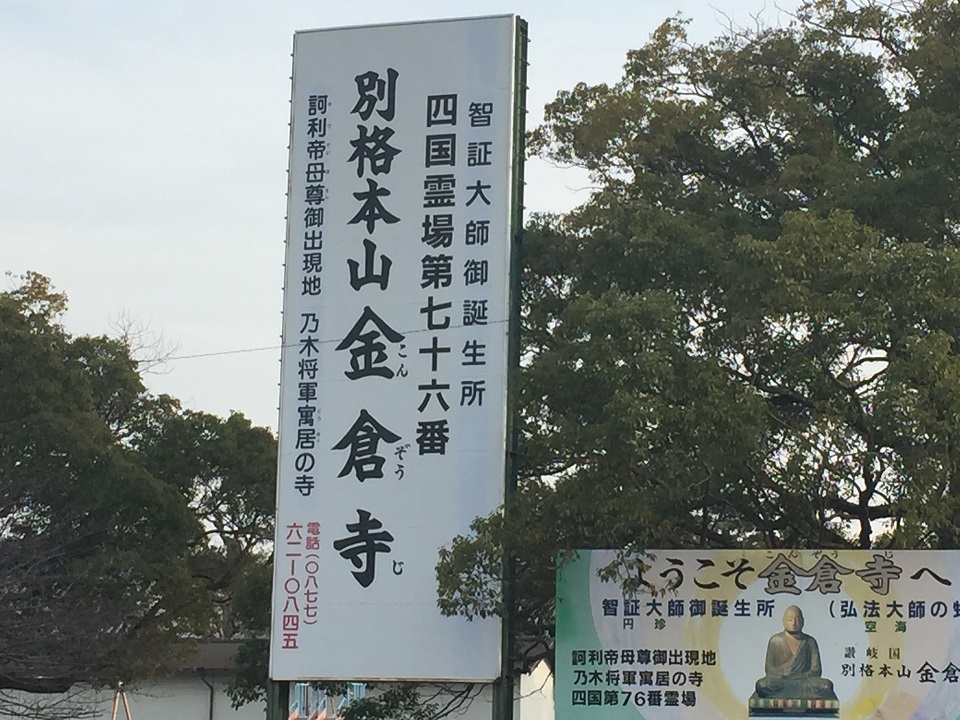 智証大師御誕生所
四国霊場第七十六番
別格本山金倉寺
こんぞうじ
訶利帝母尊御出現地 乃木将軍寓居の寺
電話(〇八七七)
六二ー〇八四五
ようこそ金倉寺へ
こんぞうじ
智証大師御誕生所
円珍
(弘法大師の
空海
訶利帝母尊御出現地
乃木将軍寓居の寺
四国第76番霊場
讃岐国
別格本山 金倉